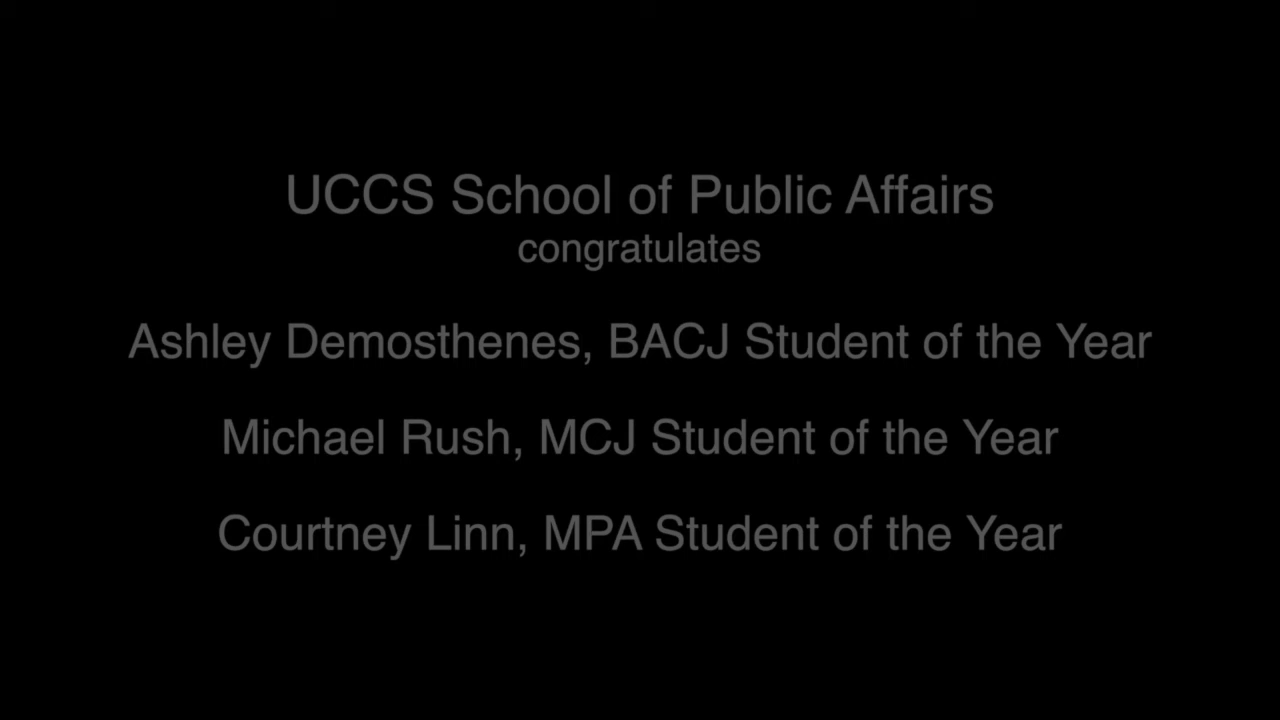 UCCS School of Public Affairs
congratulates
Ashley Demosthenes, BACJ Student of the Year
Michael Rush, MCJ Student of the Year
Courtney Linn, MPA Student of the Year